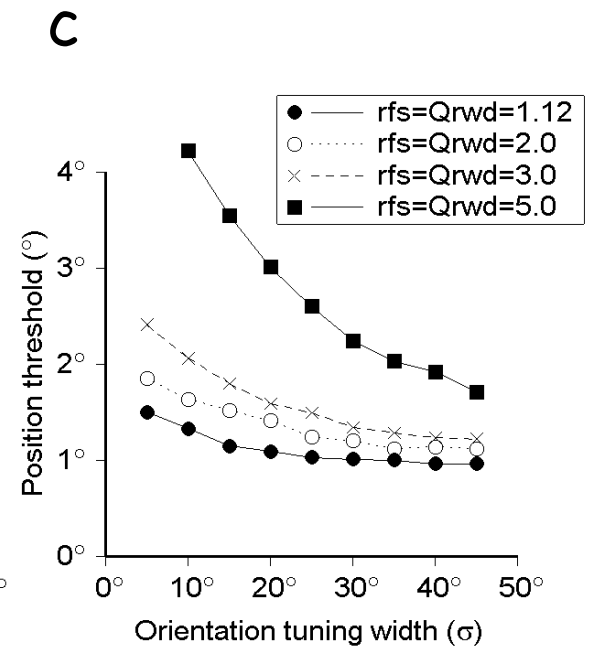 C
rfs=Qrwd=1.12
rfs=Qrwd=2.0
rfs=Qrwd=3.0
rfs=Qrwd=5.0
4°
3°
2°
1°
0°
Position threshold (°)
0° 10° 20° 30° 40° 50°
Orientation tuning width (σ)